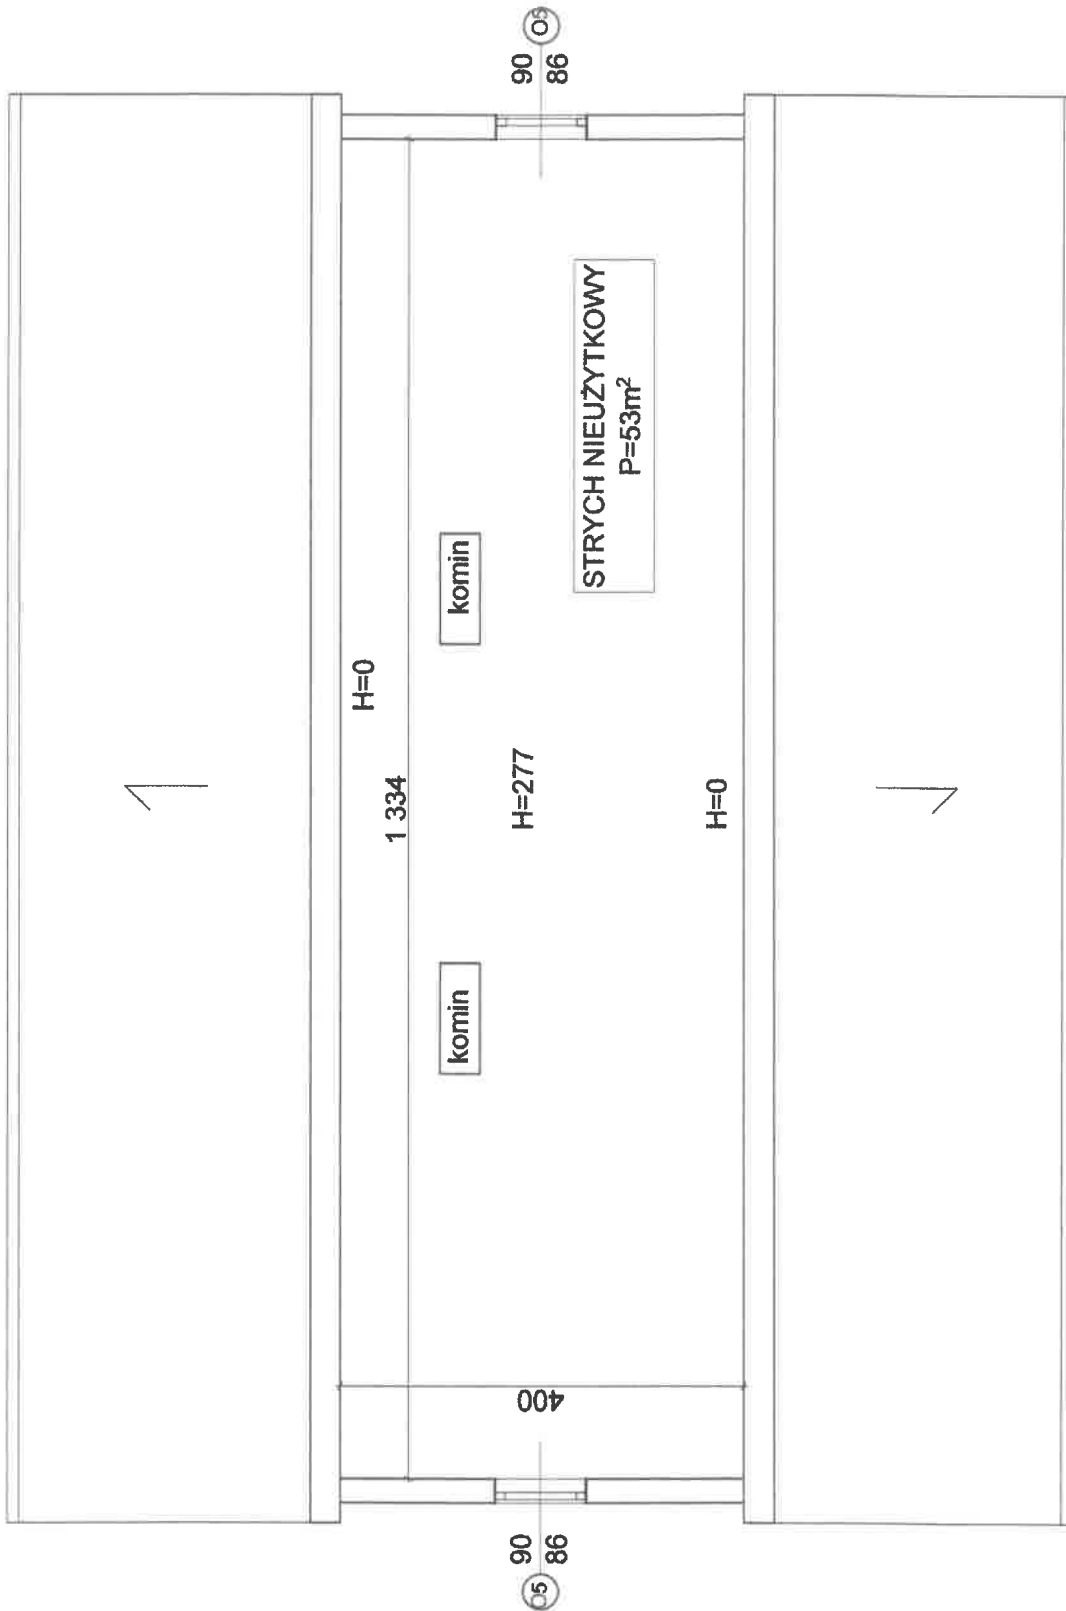 O5
90
86
H=0
1 334
komin
komin
H=277
STRYCH NIEUŻYTKOWY
P=53m²
H=0
400
90
86
O5